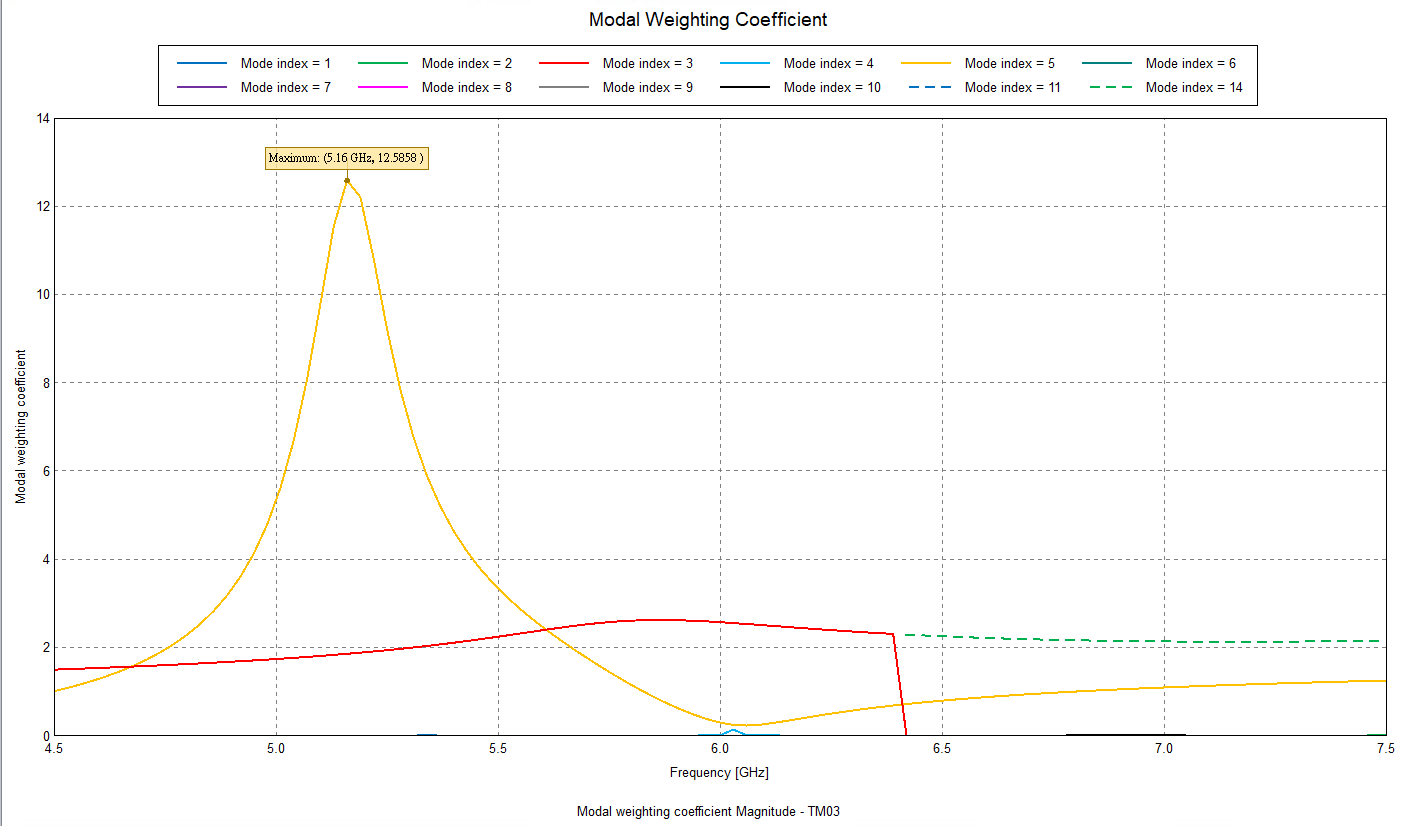 Modal Weighting Coefficient
Mode index = 1 Mode index = 2 Mode index = 3 Mode index = 4 Mode index = 5 Mode index = 6
Mode index = 7 Mode index = 8 Mode index = 9 Mode index = 10 Mode index = 11 Mode index = 14
14
Maximum: (5.16 GHz, 12.5858 )
12
10
8
6
4
2
0
Modal weighting coefficient
4.5 5.0 5.5 6.0 6.5 7.0 7.5
Frequency [GHz]
Modal weighting coefficient Magnitude - TM03